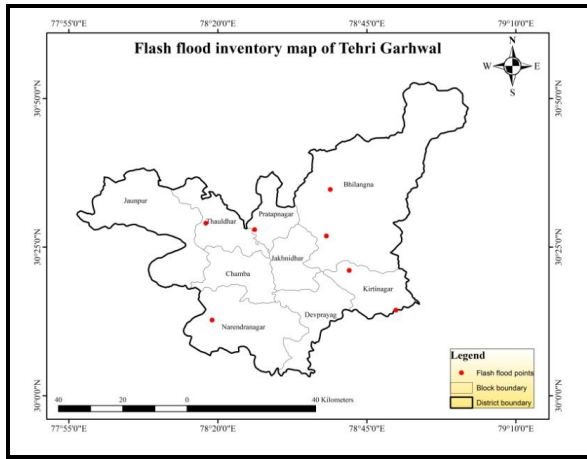 77°55'0"E 78°20'0"E 78°45'0"E 79°10'0"E
Flash flood inventory map of Tehri Garhwal
N
W E
S
30°50'0"N 30°50'0"N
Bhilangna
Jaunpur
Thauldhar
Pratapnagar
30°25'0"N 30°25'0"N
Jakhnidhar
Chamba
Kirtinagar
Devprayag
Narendranagar
Legend
Flash flood points
Block boundary
District boundary
30°0'0"N 30°0'0"N
40 20 0 40 Kilometers
77°55'0"E 78°20'0"E 78°45'0"E 79°10'0"E